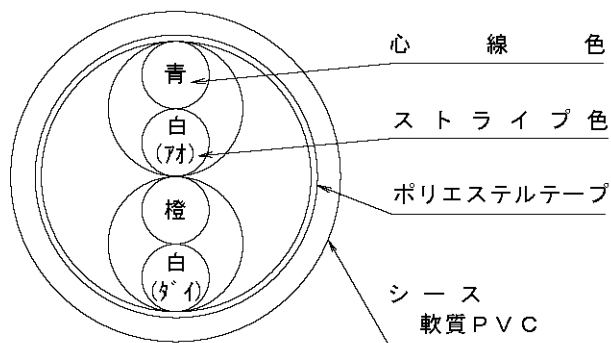 青
白
(ｱｵ)
橙
白
(ﾀﾞｲ)
心線色
ストライプ色
ポリエステルテープ
シース
軟質ＰＶＣ